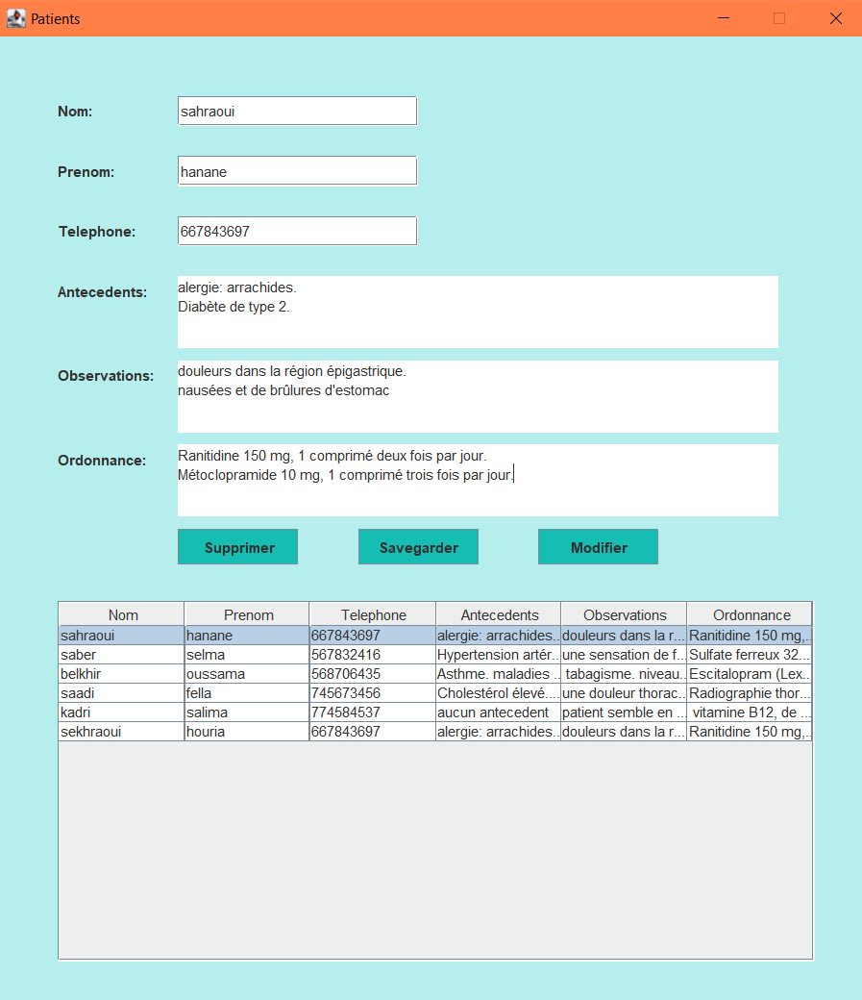 Patients
Nom: sahraoui
Prenom: hanane
Telephone: 667843697
Antecedents: alergie: arrachides.
Diabète de type 2.
Observations: douleurs dans la région épigastrique.
nausées et de brûlures d'estomac
Ordonnance: Ranitidine 150 mg, 1 comprimé deux fois par jour.
Métoclopramide 10 mg, 1 comprimé trois fois par jour.
Supprimer Savegarder Modifier
Nom Prenom Telephone Antecedents Observations Ordonnance
sahraoui hanane 667843697 alergie: arrachides... douleurs dans la r... Ranitidine 150 mg,...
saber selma 567832416 Hypertension artér... une sensation de f... Sulfate ferreux 32...
belkhir oussama 568706435 Asthme. maladies ... tabagisme. niveau... Escitalopram (Lex...
saadi fella 745673456 Cholestérol élevé.... une douleur thorac... Radiographie thor...
kadri salima 774584537 aucun antecedent patient semble en ... vitamine B12, de ...
sekhraoui houria 667843697 alergie: arrachides... douleurs dans la r... Ranitidine 150 mg,...